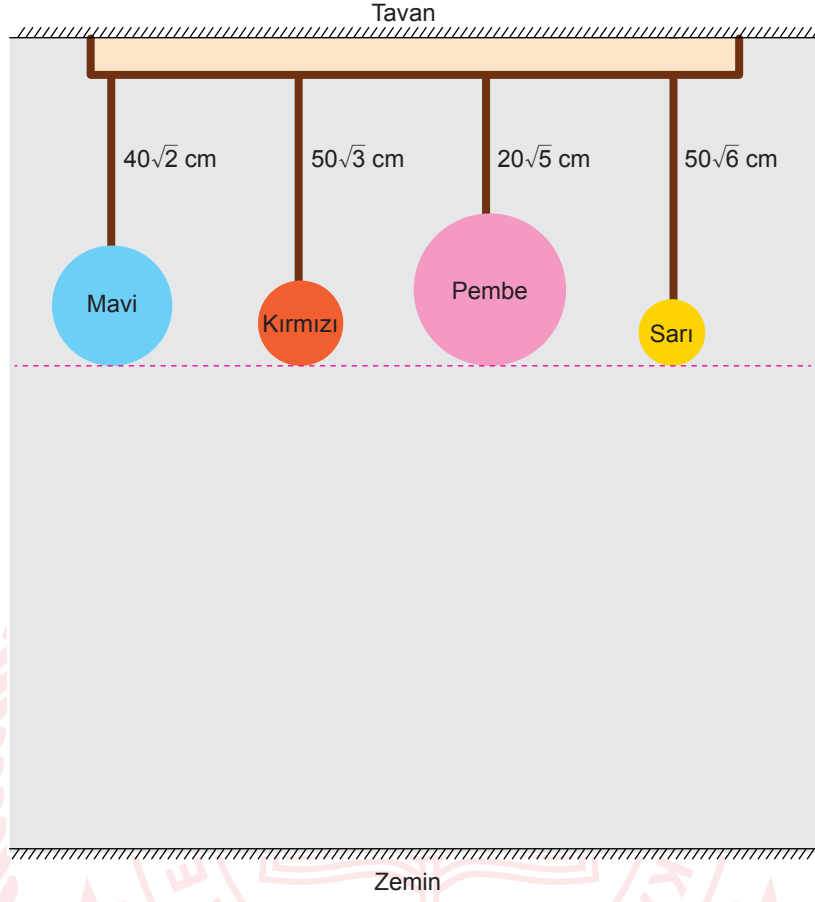 Tavan
40√2 cm
50√3 cm
20√5 cm
50√6 cm
Mavi
Kırmızı
Pembe
Sarı
Zemin